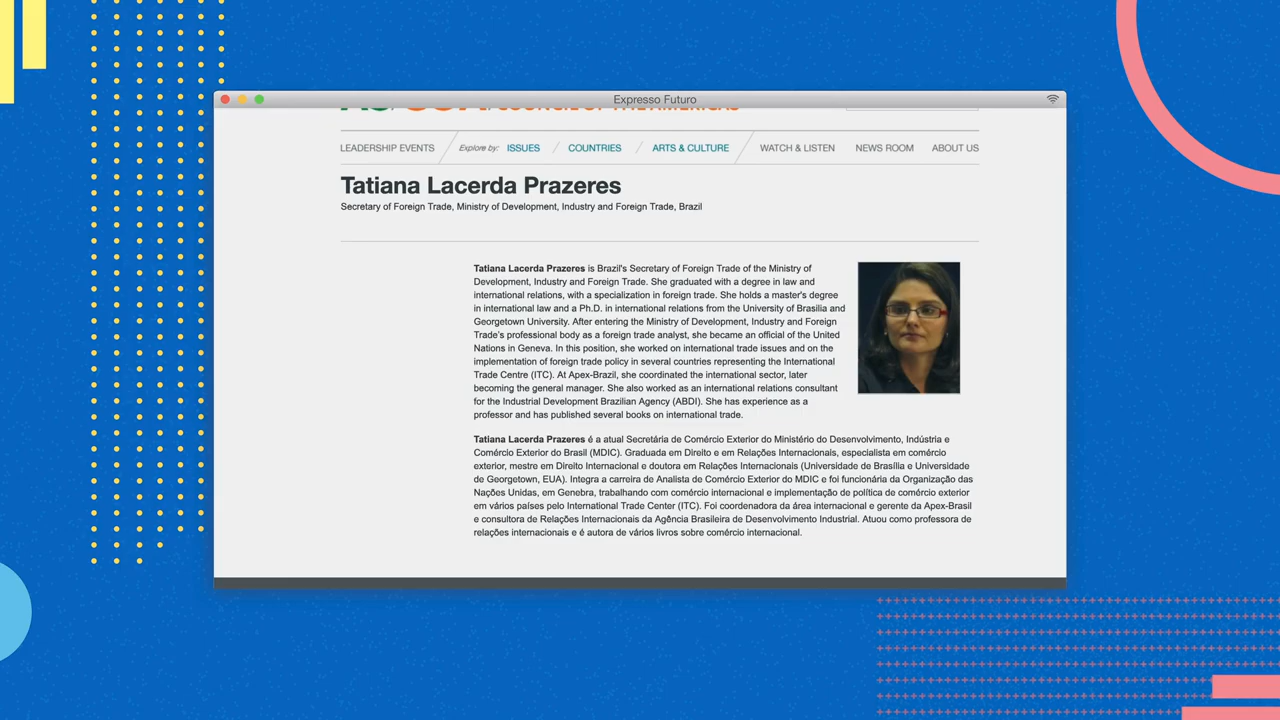 Expresso Futuro
AS/COA | COUNCIL OF THE AMERICAS
LEADERSHIP EVENTS Explore by: ISSUES COUNTRIES ARTS & CULTURE WATCH & LISTEN NEWS ROOM ABOUT US
Tatiana Lacerda Prazeres
Secretary of Foreign Trade, Ministry of Development, Industry and Foreign Trade, Brazil
Tatiana Lacerda Prazeres is Brazil's Secretary of Foreign Trade of the Ministry of
Development, Industry and Foreign Trade. She graduated with a degree in law and
international relations, with a specialization in foreign trade. She holds a master's degree
in international law and a Ph.D. in international relations from the University of Brasilia and
Georgetown University. After entering the Ministry of Development, Industry and Foreign
Trade's professional body as a foreign trade analyst, she became an official of the United
Nations in Geneva. In this position, she worked on international trade issues and on the
implementation of foreign trade policy in several countries representing the International
Trade Centre (ITC). At Apex-Brazil, she coordinated the international sector, later
becoming the general manager. She also worked as an international relations consultant
for the Industrial Development Brazilian Agency (ABDI). She has experience as a
professor and has published several books on international trade.
Tatiana Lacerda Prazeres é a atual Secretária de Comércio Exterior do Ministério do Desenvolvimento, Indústria e
Comércio Exterior do Brasil (MDIC). Graduada em Direito e em Relações Internacionais, especialista em comércio
exterior, mestre em Direito Internacional e doutora em Relações Internacionais (Universidade de Brasília e Universidade
de Georgetown, EUA). Integra a carreira de Analista de Comércio Exterior do MDIC e foi funcionária da Organização das
Nações Unidas, em Genebra, trabalhando com comércio internacional e implementação de política de comércio exterior
em vários países pelo International Trade Center (ITC). Foi coordenadora da área internacional e gerente da Apex-Brasil
e consultora de Relações Internacionais da Agência Brasileira de Desenvolvimento Industrial. Atuou como professora de
relações internacionais e é autora de vários livros sobre comércio internacional.